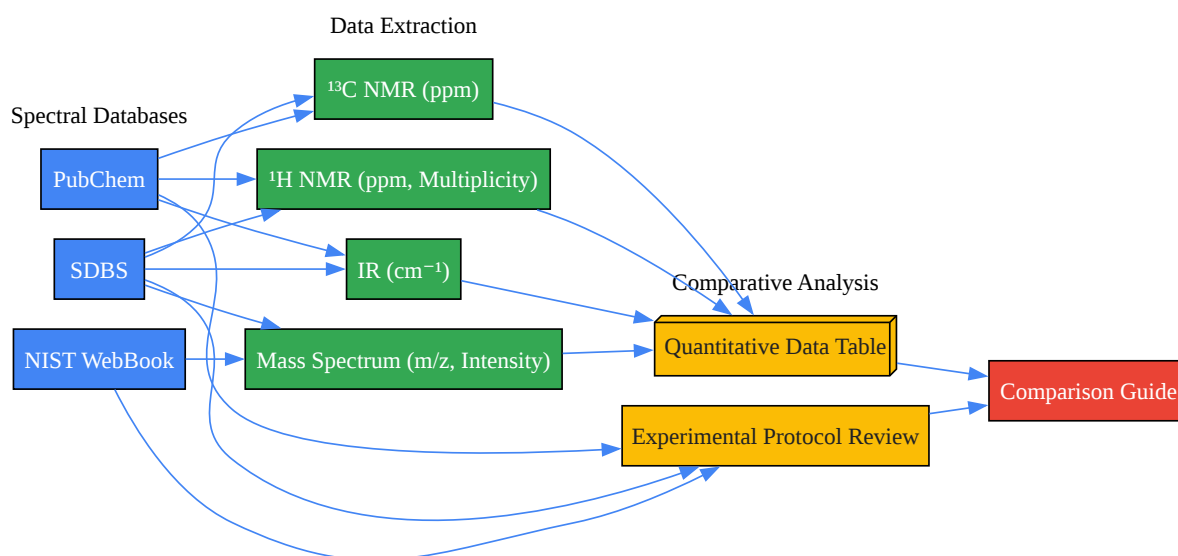 Data Extraction
¹³C NMR (ppm)
Spectral Databases
PubChem
¹H NMR (ppm, Multiplicity)
SDBS
IR (cm⁻¹)
Comparative Analysis
NIST WebBook
Mass Spectrum (m/z, Intensity)
Quantitative Data Table
Comparison Guide
Experimental Protocol Review